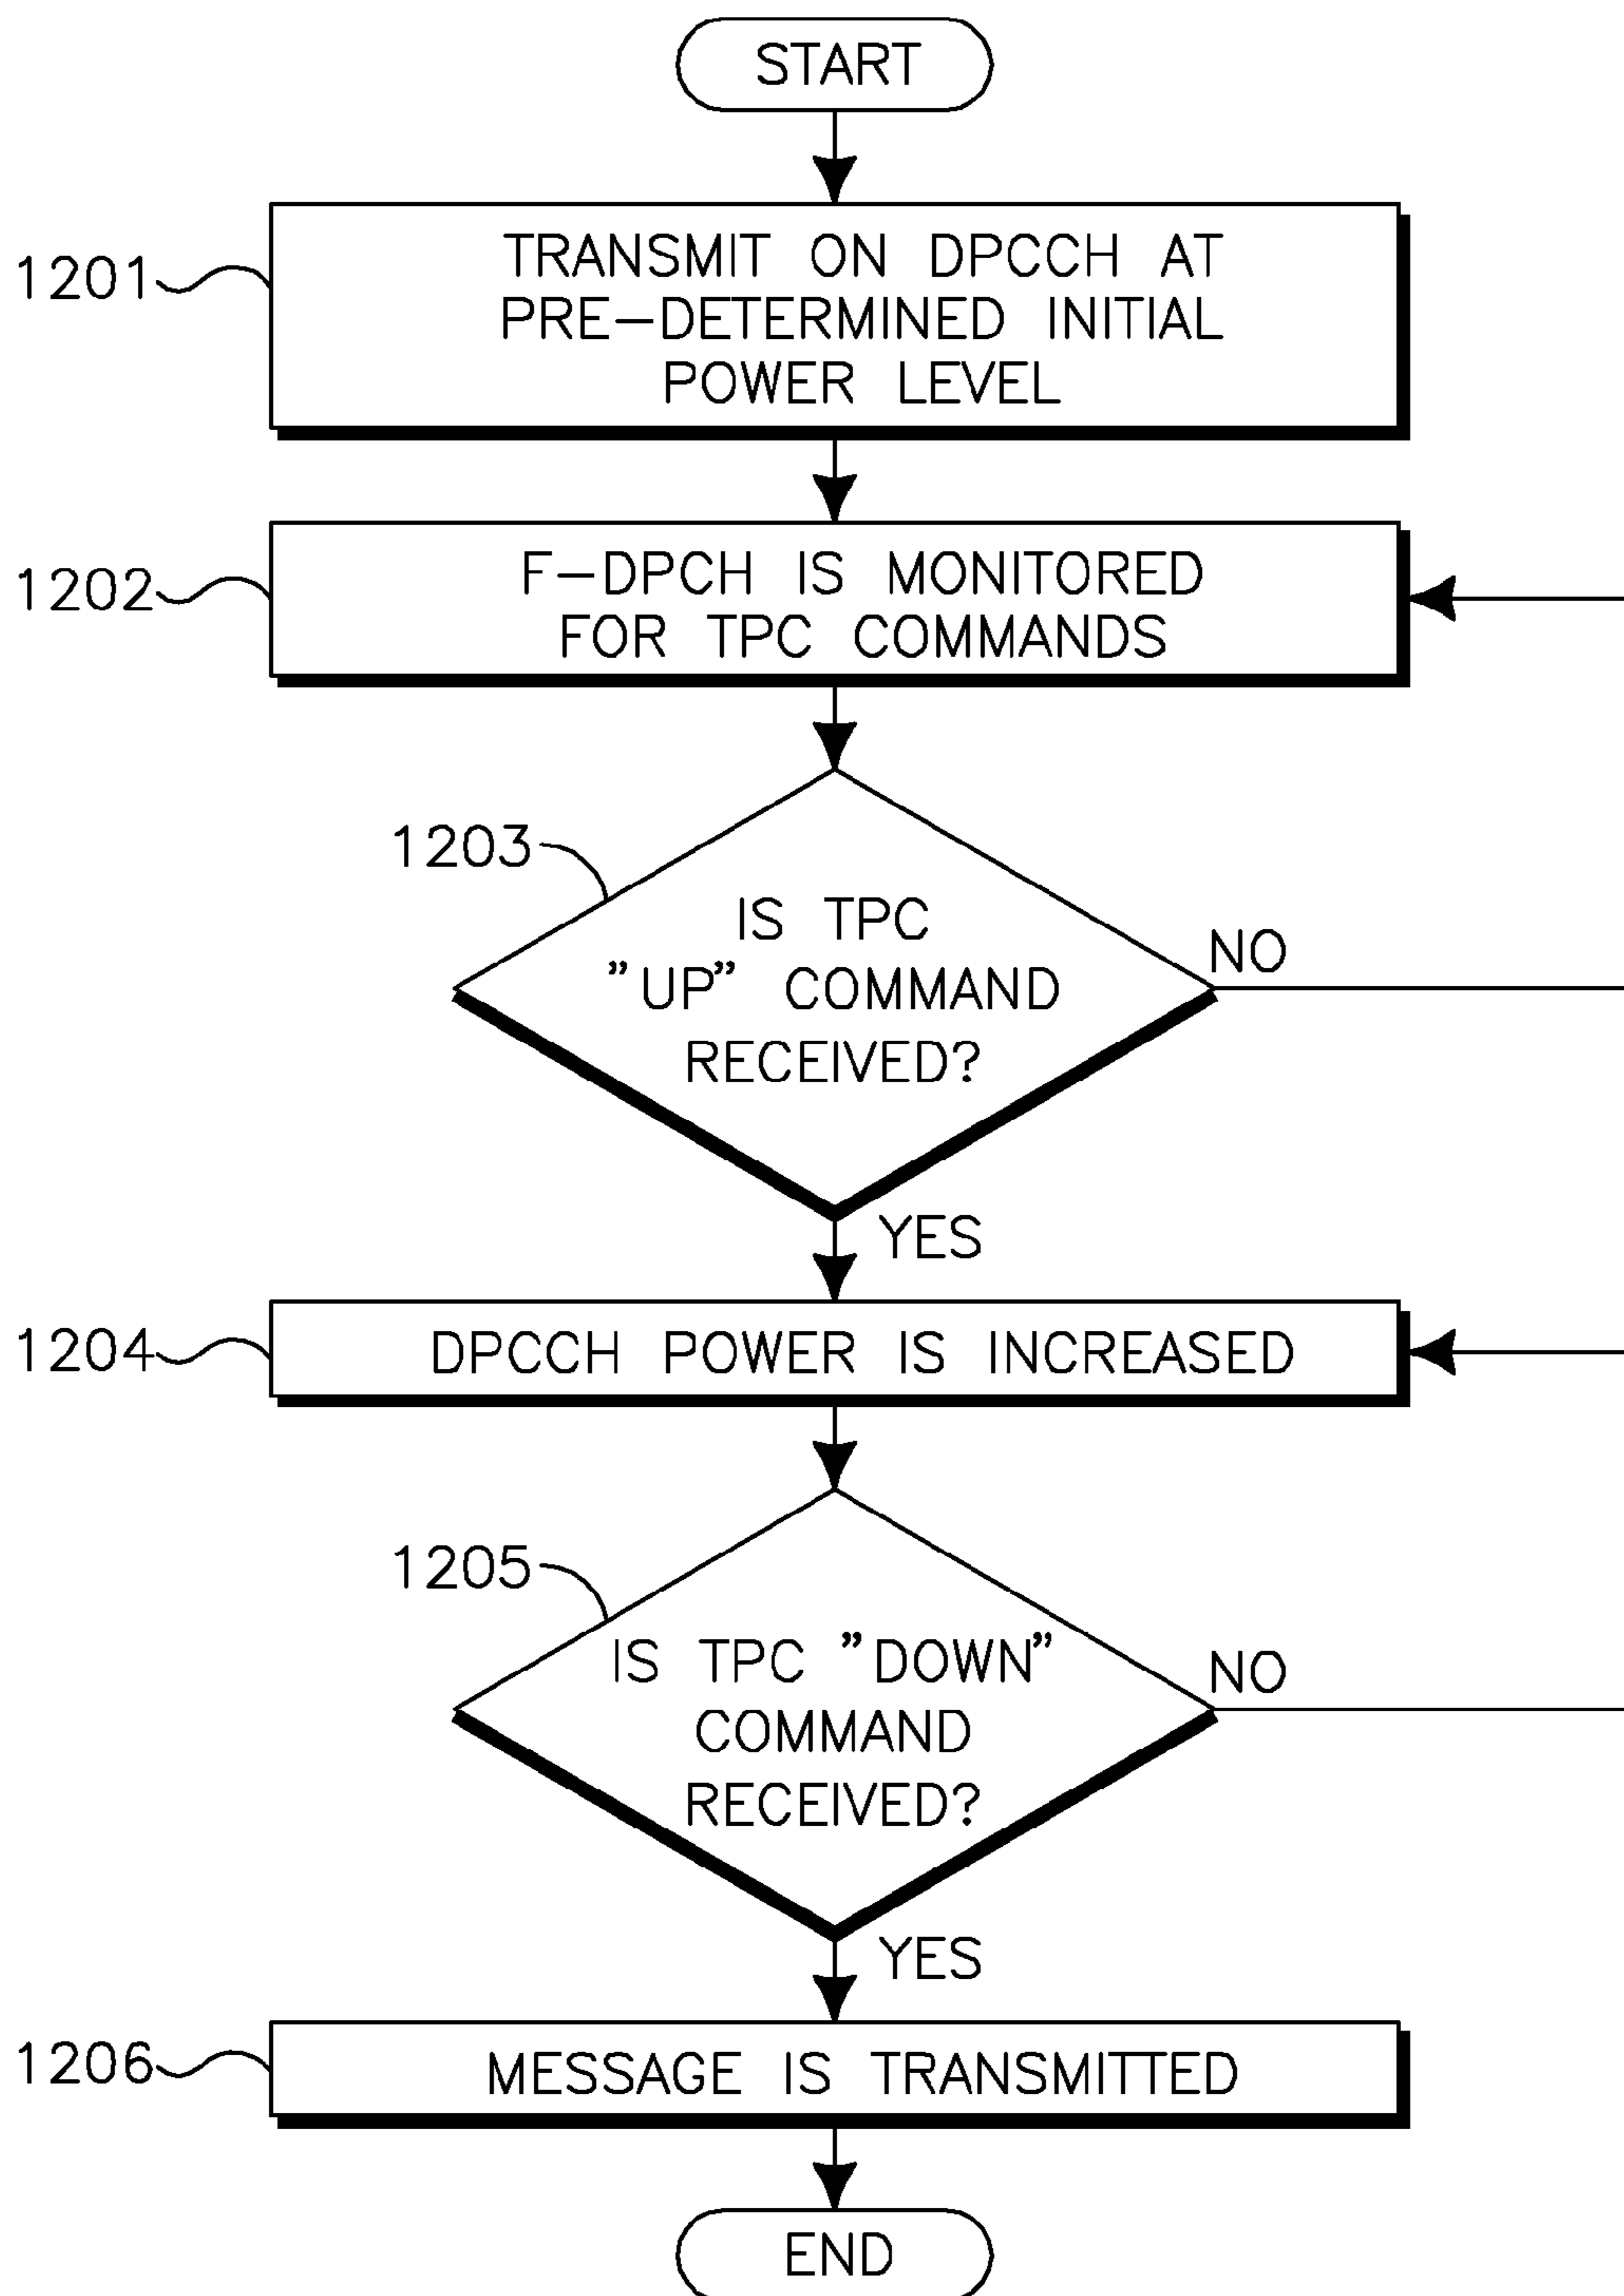 START
1201
TRANSMIT ON DPCCH AT
PRE-DETERMINED INITIAL
POWER LEVEL
1202
F-DPCH IS MONITORED
FOR TPC COMMANDS
1203
IS TPC
"UP" COMMAND
RECEIVED?
NO
YES
1204
DPCCH POWER IS INCREASED
1205
IS TPC "DOWN"
COMMAND
RECEIVED?
NO
YES
1206
MESSAGE IS TRANSMITTED
END